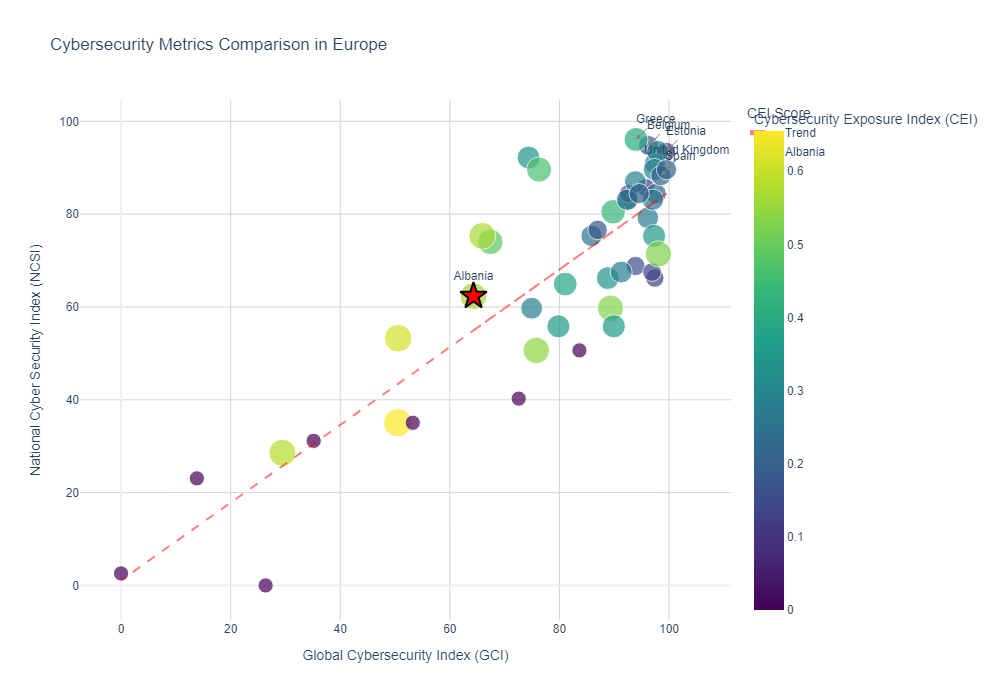 Cybersecurity Metrics Comparison in Europe
CEI Score
Cybersecurity Exposure Index (CEI)
Trend
Albania
Greece
Belgium
Estonia
United Kingdom
Spain
Albania
National Cyber Security Index (NCSI)
100
80
60
40
20
0
0
20
40
60
80
100
Global Cybersecurity Index (GCI)
0.6
0.5
0.4
0.3
0.2
0.1
0